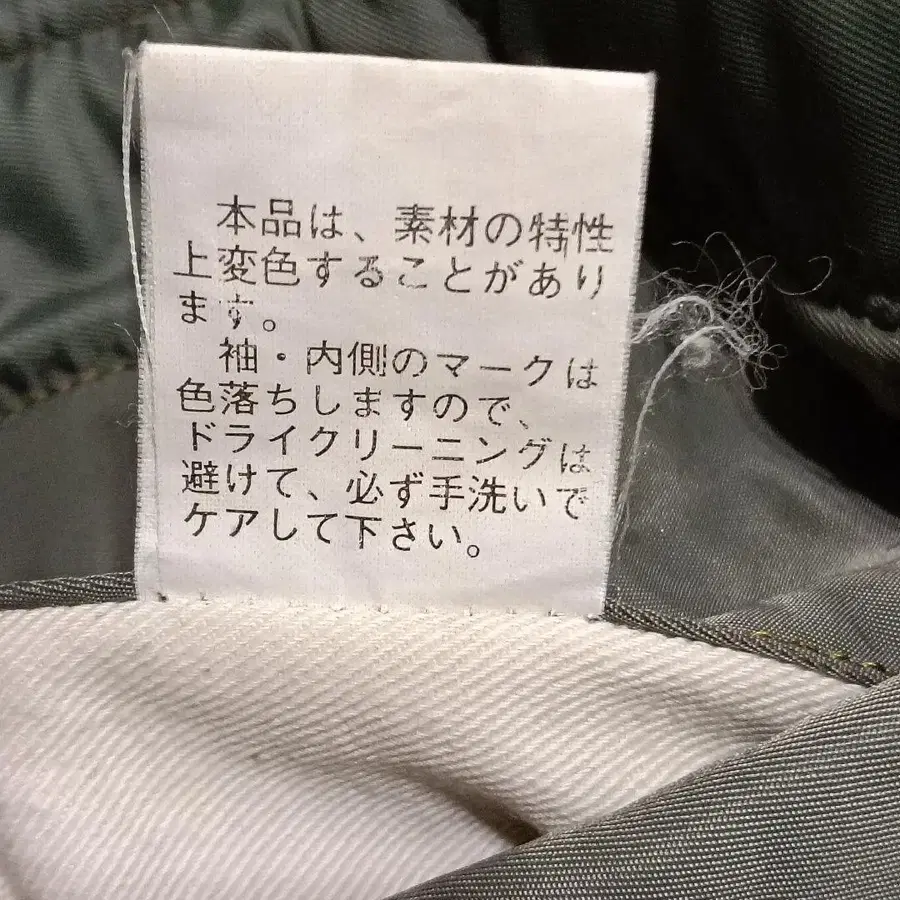 本品は、素材の特性
上変色することがあり
ます。
袖・内側のマークは
色落ちしますので、
ドライクリーニングは
避けて、必ず手洗いで
ケアして下さい。